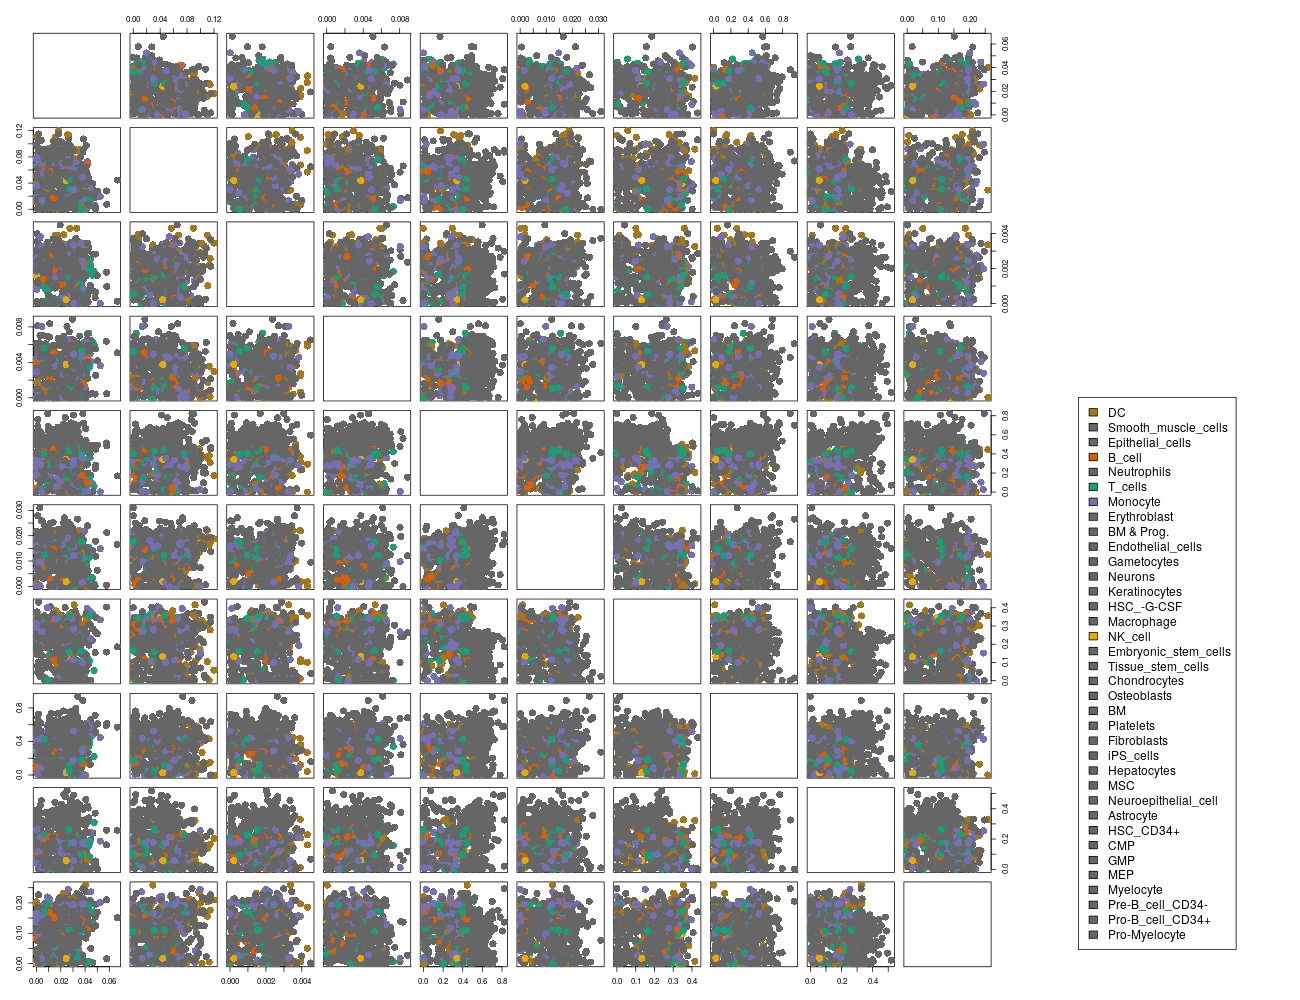 0.00 0.04 0.08 0.12
0.000 0.004 0.008
0.000 0.010 0.020 0.030
0.0 0.2 0.4 0.6 0.8
0.00 0.10 0.20
0.00 0.02 0.04 0.06
0.00 0.04 0.08 0.12
0.000 0.002 0.004
0.000 0.004 0.008
0.0 0.2 0.4 0.6 0.8
0.000 0.010 0.020 0.030
0.0 0.1 0.2 0.3 0.4
0.0 0.4 0.8
0.0 0.2 0.4
0.00 0.10 0.20
0.00 0.02 0.04 0.06
0.000 0.002 0.004
0.0 0.2 0.4 0.6 0.8
0.0 0.1 0.2 0.3 0.4
0.0 0.4
DC
Smooth_muscle_cells
Epithelial_cells
B_cell
Neutrophils
T_cells
Monocyte
Erythroblast
BM & Prog.
Endothelial_cells
Gametocytes
Neurons
Keratinocytes
HSC_-G-CSF
Macrophage
NK_cell
Embryonic_stem_cells
Tissue_stem_cells
Chondrocytes
Osteoblasts
BM
Platelets
Fibroblasts
iPS_cells
Hepatocytes
MSC
Neuroepithelial_cell
Astrocyte
HSC_CD34+
CMP
GMP
MEP
Myelocyte
Pre-B_cell_CD34-
Pro-B_cell_CD34+
Pro-Myelocyte